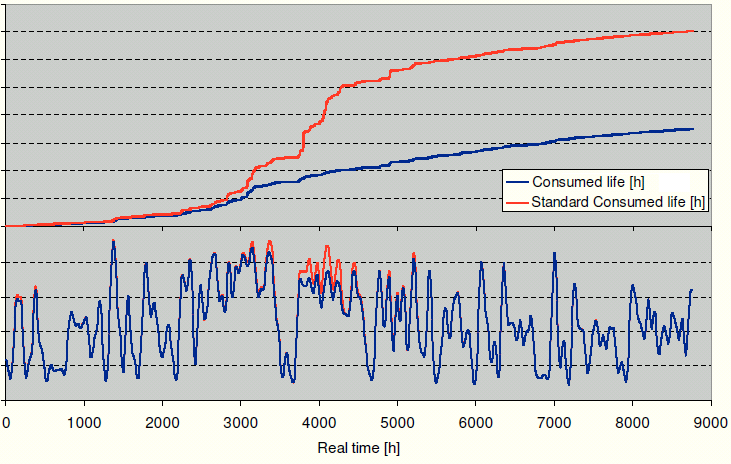 Consumed life [h]
Standard Consumed life [h]
0 1000 2000 3000 4000 5000 6000 7000 8000 9000
Real time [h]